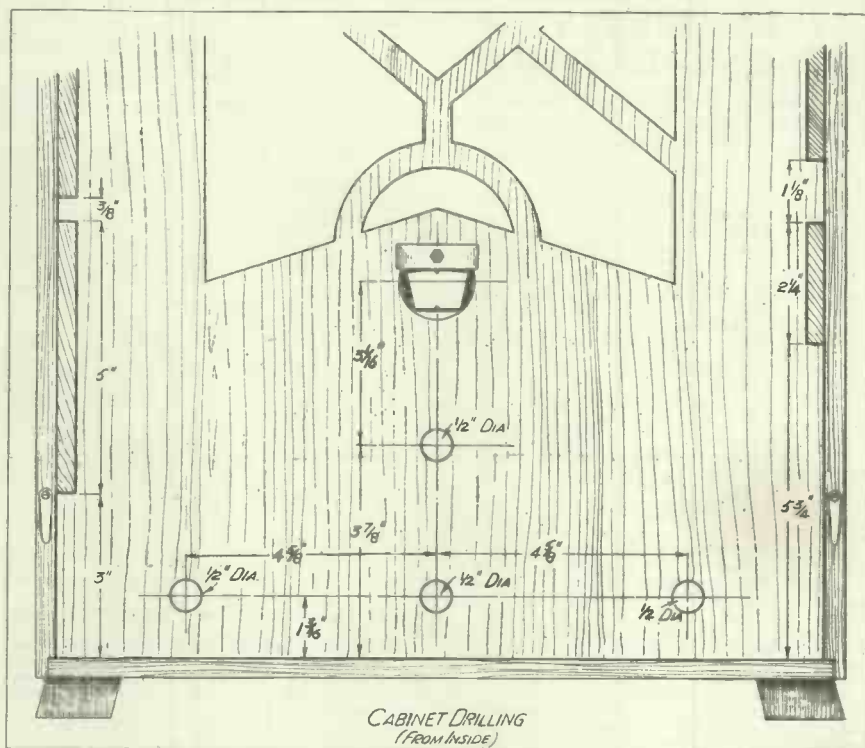 3/8"
1 1/8"
2 1/4"
5"
3 1/16"
1/2" DIA
3 7/8"
5 3/4"
4 5/8"
4 5/8"
3"
1/2" DIA.
1/2" DIA
1/2 DIA
1 3/16"
CABINET DRILLING
(FROM INSIDE)